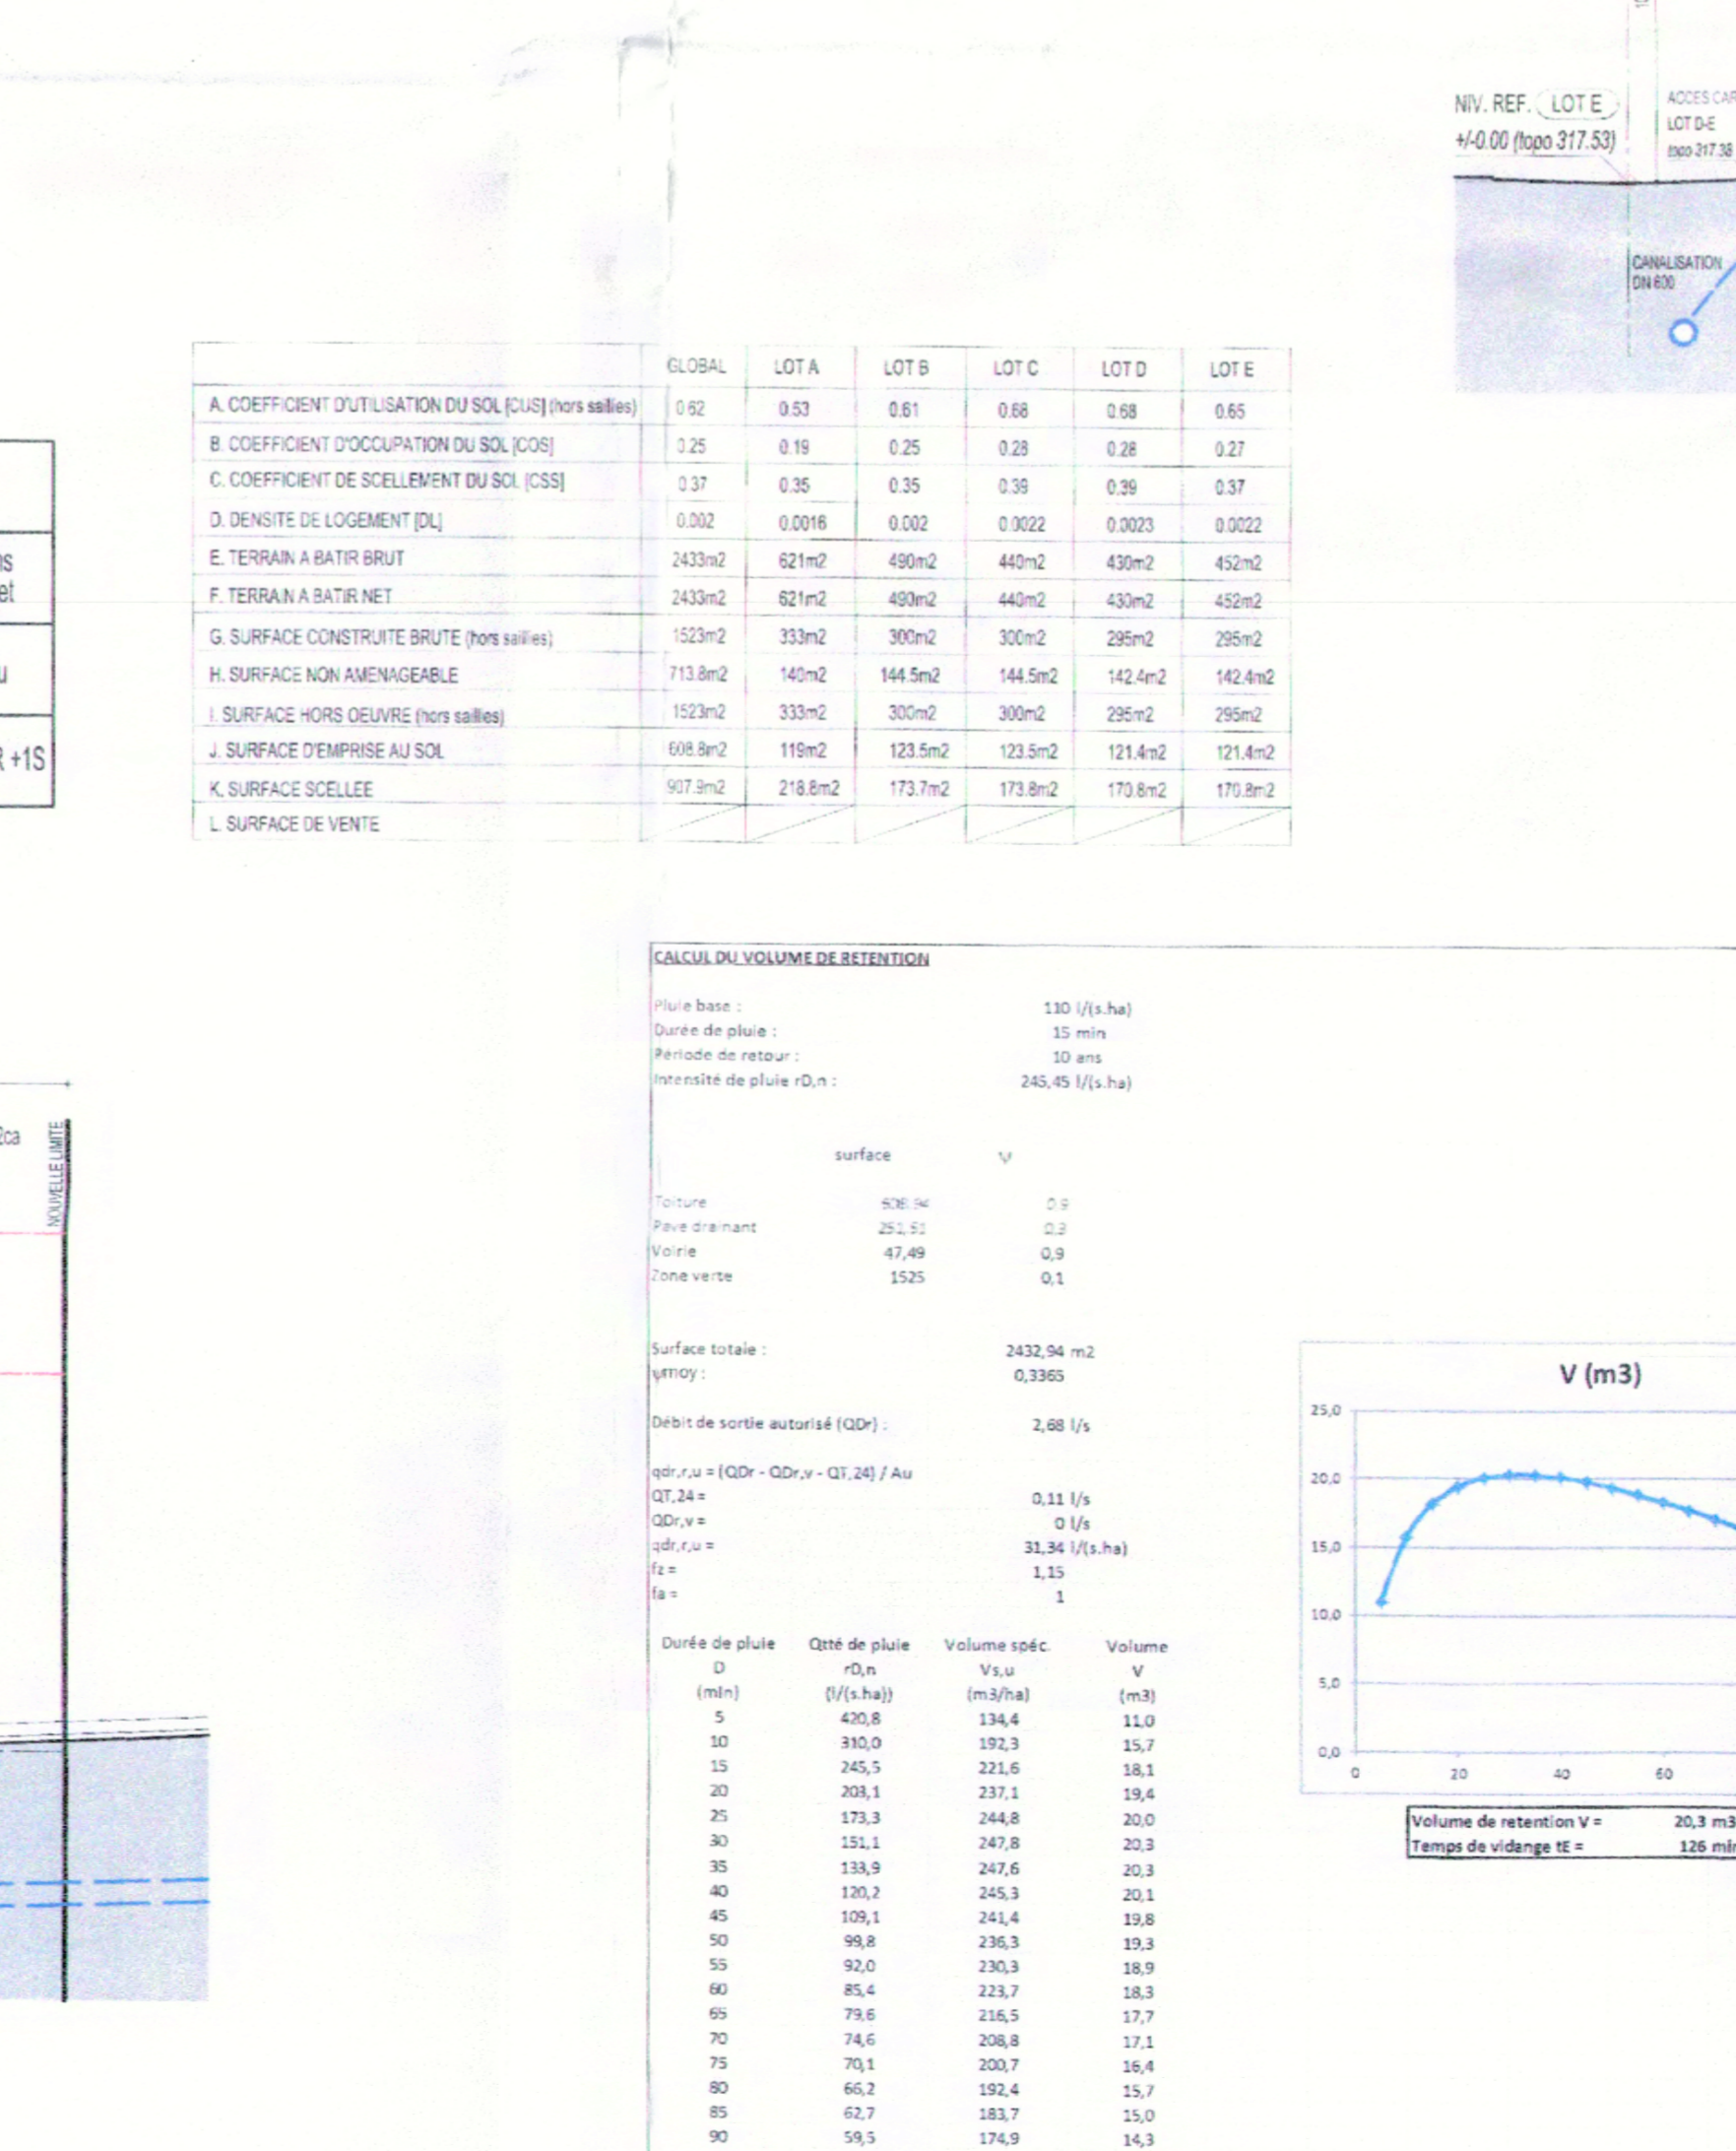 NIV. REF. LOT E
+/-0.00 (topo 317.53)
ACCES CAR
LOT D-E
topo 317.38
CANALISATION
DN 600
GLOBAL LOT A LOT B LOT C LOT D LOT E
A. COEFFICIENT D'UTILISATION DU SOL [CUS] (hors saillies) 0.62 0.53 0.61 0.68 0.68 0.65
B. COEFFICIENT D'OCCUPATION DU SOL [COS] 0.25 0.19 0.25 0.28 0.28 0.27
C. COEFFICIENT DE SCELLEMENT DU SOL [CSS] 0.37 0.35 0.35 0.39 0.39 0.37
D. DENSITE DE LOGEMENT [DL] 0.002 0.0016 0.002 0.0022 0.0023 0.0022
E. TERRAIN A BATIR BRUT 2433m2 621m2 490m2 440m2 430m2 452m2
F. TERRAIN A BATIR NET 2433m2 621m2 490m2 440m2 430m2 452m2
G. SURFACE CONSTRUITE BRUTE (hors saillies) 1523m2 333m2 300m2 300m2 295m2 295m2
H. SURFACE NON AMENAGEABLE 713.8m2 140m2 144.5m2 144.5m2 142.4m2 142.4m2
I. SURFACE HORS OEUVRE (hors saillies) 1523m2 333m2 300m2 300m2 295m2 295m2
J. SURFACE D'EMPRISE AU SOL 608.8m2 119m2 123.5m2 123.5m2 121.4m2 121.4m2
K. SURFACE SCELLEE 907.9m2 218.8m2 173.7m2 173.8m2 170.8m2 170.8m2
L. SURFACE DE VENTE
s
et
u
R +1S
2ca
NOUVELLE LIMITE
CALCUL DU VOLUME DE RETENTION
Pluie base : 110 l/(s.ha)
Durée de pluie : 15 min
Période de retour : 10 ans
Intensité de pluie rD,n : 245,45 l/(s.ha)
surface Ψ
Toiture 608,94 0,9
Pave drainant 251,51 0,3
Voirie 47,49 0,9
Zone verte 1525 0,1
Surface totale : 2432,94 m2
ψmoy : 0,3365
Débit de sortie autorisé (QDr) : 2,68 l/s
qdr,r,u = (QDr - QDr,v - QT,24) / Au
QT,24 = 0,11 l/s
QDr,v = 0 l/s
qdr,r,u = 31,34 l/(s.ha)
fz = 1,15
fa = 1
Durée de pluie Qtté de pluie Volume spéc. Volume
D rD,n Vs,u V
(min) (l/(s.ha)) (m3/ha) (m3)
5 420,8 134,4 11,0
10 310,0 192,3 15,7
15 245,5 221,6 18,1
20 203,1 237,1 19,4
25 173,3 244,8 20,0
30 151,1 247,8 20,3
35 133,9 247,6 20,3
40 120,2 245,3 20,1
45 109,1 241,4 19,8
50 99,8 236,3 19,3
55 92,0 230,3 18,9
60 85,4 223,7 18,3
65 79,6 216,5 17,7
70 74,6 208,8 17,1
75 70,1 200,7 16,4
80 66,2 192,4 15,7
85 62,7 183,7 15,0
90 59,5 174,9 14,3
V (m3)
25,0
20,0
15,0
10,0
5,0
0,0
0 20 40 60
Volume de retention V = 20,3 m3
Temps de vidange tE = 126 min